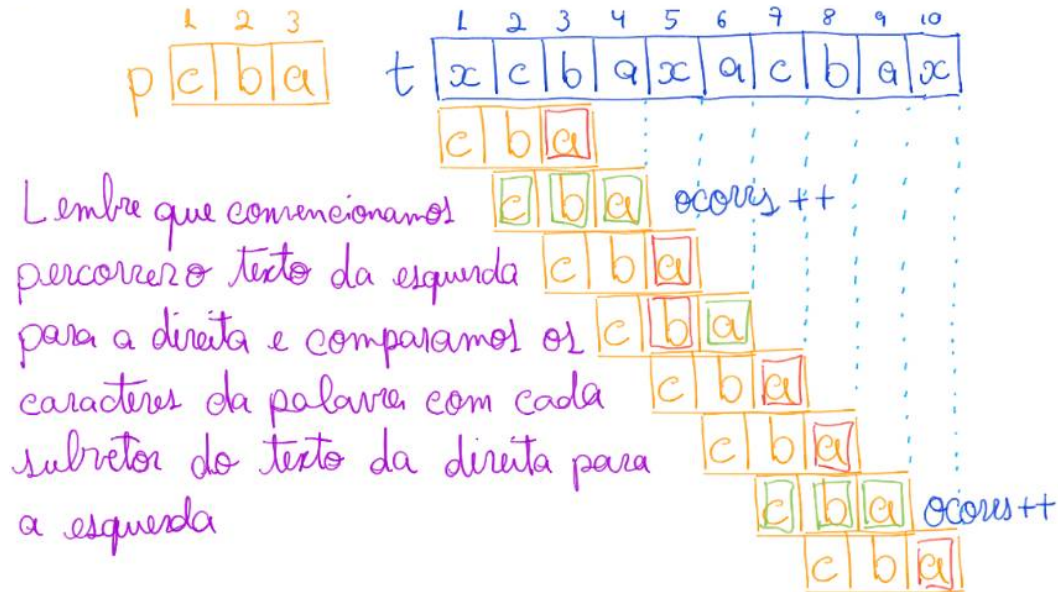 1 2 3
p c b a
1 2 3 4 5 6 7 8 9 10
t x c b a x a c b a x
c b a
c b a ocorrs ++
c b a
c b a
c b a
c b a
c b a ocorrs++
c b a
Lembre que convencionamos
percorrer o texto da esquerda
para a direita e comparamos os
caracteres da palavra com cada
subvetor do texto da direita para
a esquerda